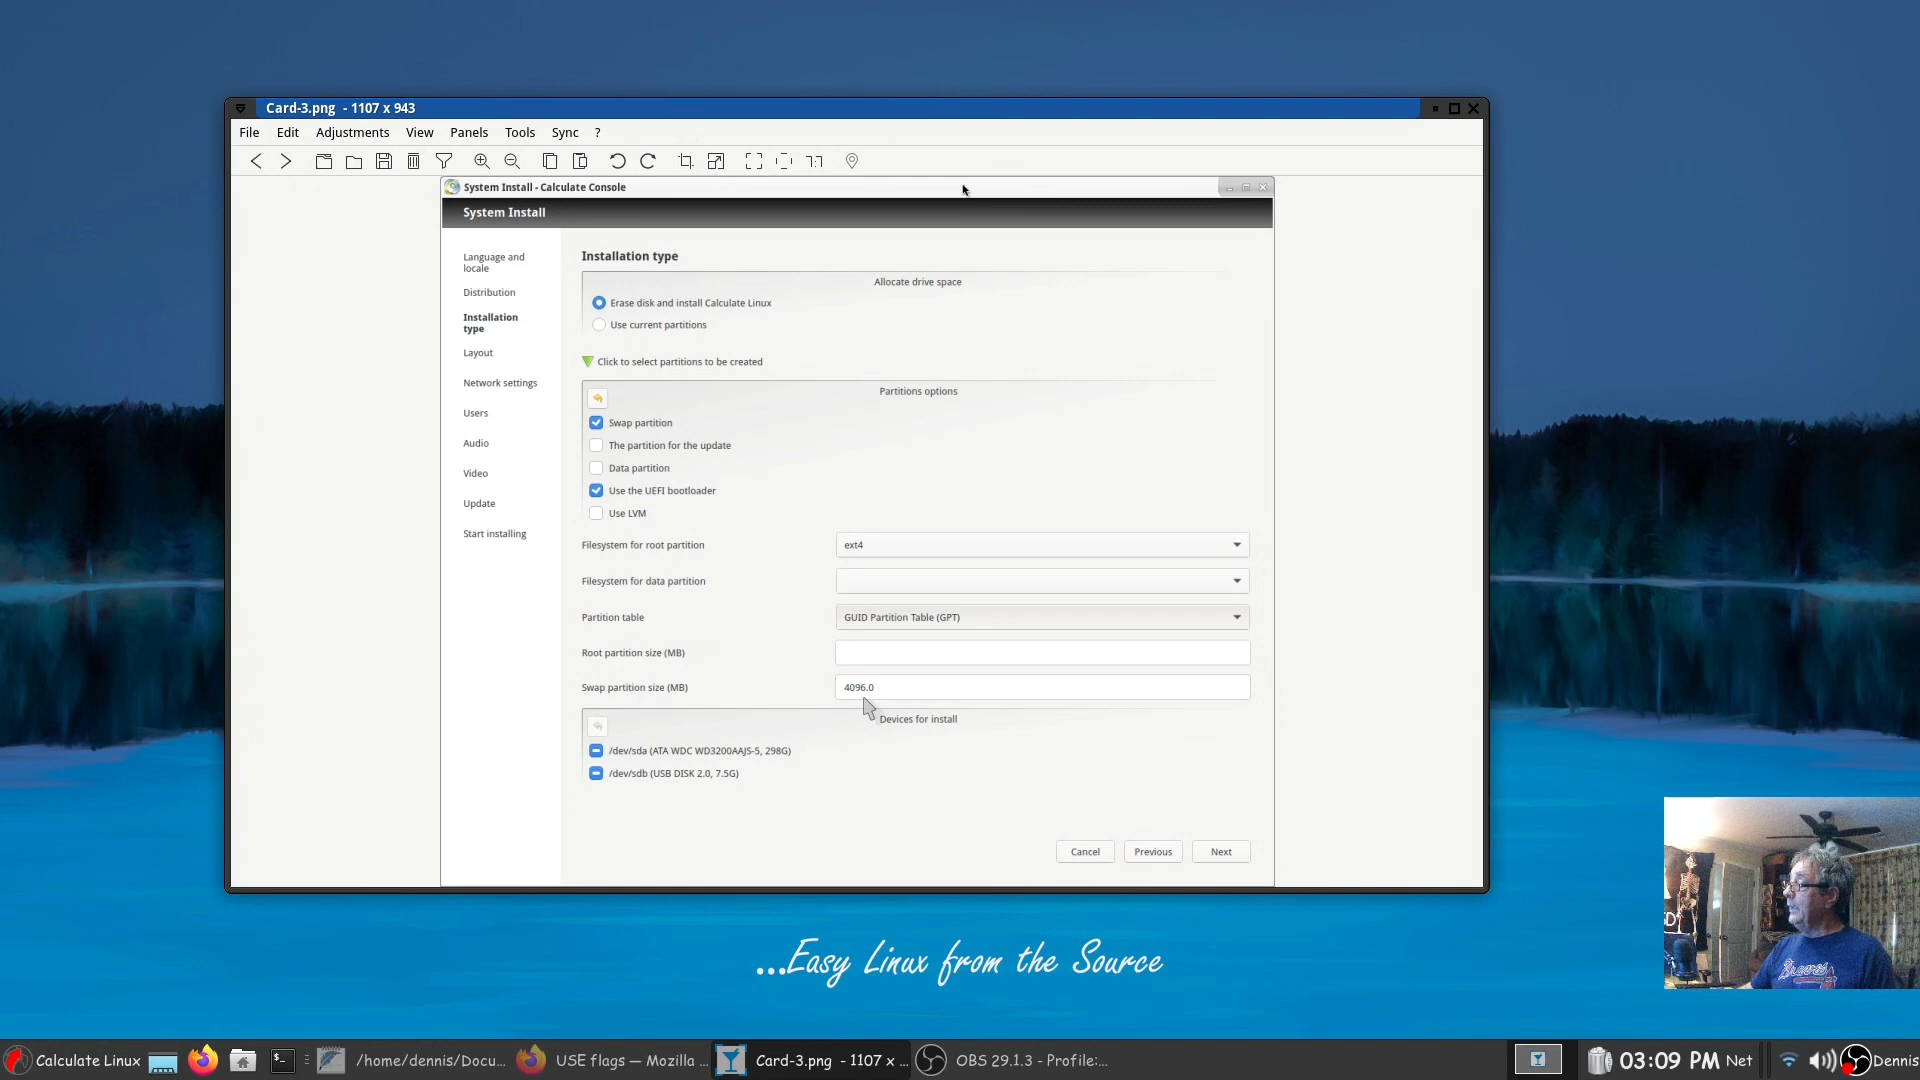 Card-3.png - 1107 x 943
File Edit Adjustments View Panels Tools Sync ?
System Install - Calculate Console
System Install
Language and locale
Distribution
Installation type
Layout
Network settings
Users
Audio
Video
Update
Start installing
Installation type
Allocate drive space
Erase disk and install Calculate Linux
Use current partitions
Click to select partitions to be created
Partitions options
Swap partition
The partition for the update
Data partition
Use the UEFI bootloader
Use LVM
Filesystem for root partition ext4
Filesystem for data partition
Partition table GUID Partition Table (GPT)
Root partition size (MB)
Swap partition size (MB) 4096.0
Devices for install
/dev/sda (ATA WDC WD3200AAJS-5, 298G)
/dev/sdb (USB DISK 2.0, 7.5G)
Cancel Previous Next
Braves
...Easy Linux from the Source
Calculate Linux /home/dennis/Docu... USE flags — Mozilla ... Card-3.png - 1107 x ... OBS 29.1.3 - Profile:... 03:09 PM Net Dennis